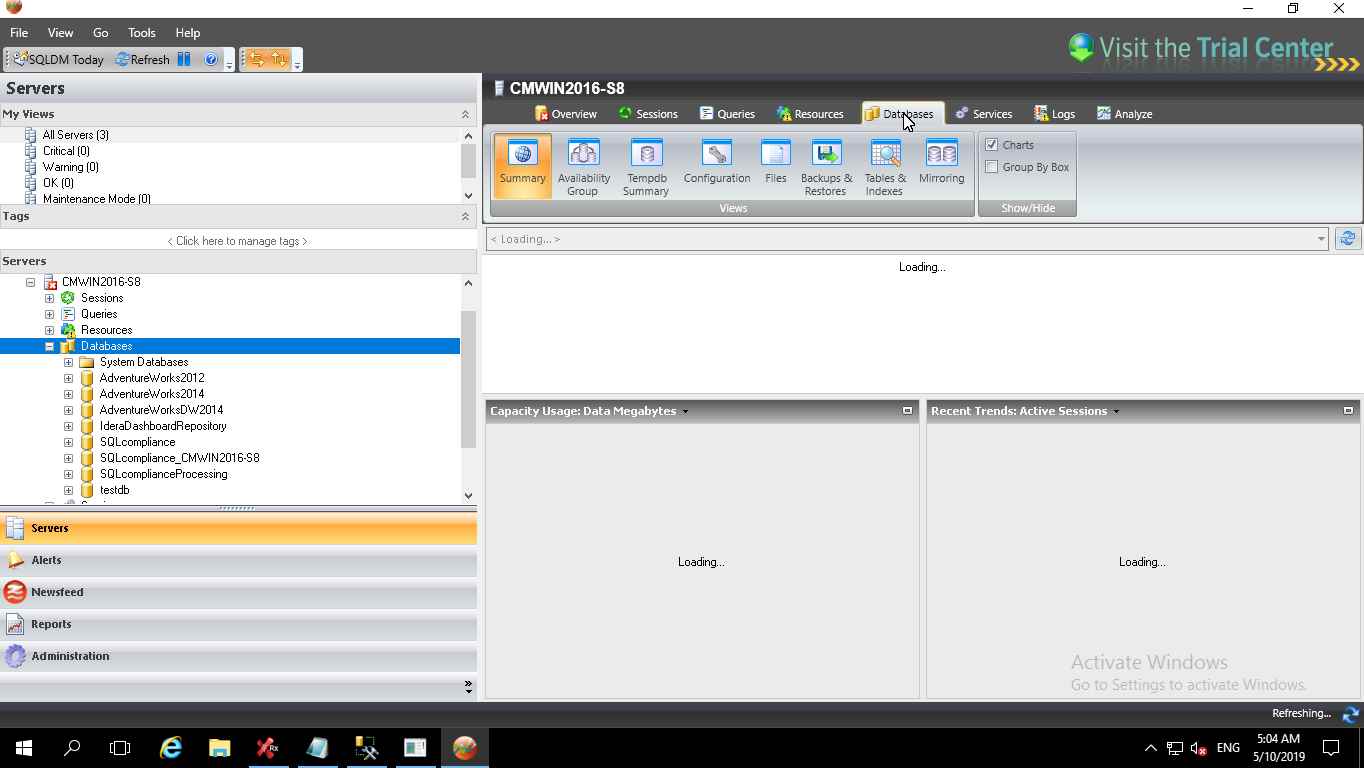 File View Go Tools Help
SQLDM Today Refresh
Visit the Trial Center
Servers
My Views
All Servers (3)
Critical (0)
Warning (0)
OK (0)
Maintenance Mode (0)
Tags
< Click here to manage tags >
Servers
CMWIN2016-S8
Sessions
Queries
Resources
Databases
System Databases
AdventureWorks2012
AdventureWorks2014
AdventureWorksDW2014
IderaDashboardRepository
SQLcompliance
SQLcompliance_CMWIN2016-S8
SQLcomplianceProcessing
testdb
Servers
Alerts
Newsfeed
Reports
Administration
CMWIN2016-S8
Overview Sessions Queries Resources Databases Services Logs Analyze
Summary
Availability Group
Tempdb Summary
Configuration
Files
Backups & Restores
Tables & Indexes
Mirroring
Views
Charts
Group By Box
Show/Hide
< Loading... >
Loading...
Capacity Usage: Data Megabytes
Loading...
Recent Trends: Active Sessions
Loading...
Activate Windows
Go to Settings to activate Windows.
Refreshing...
Rx
ENG
5:04 AM
5/10/2019